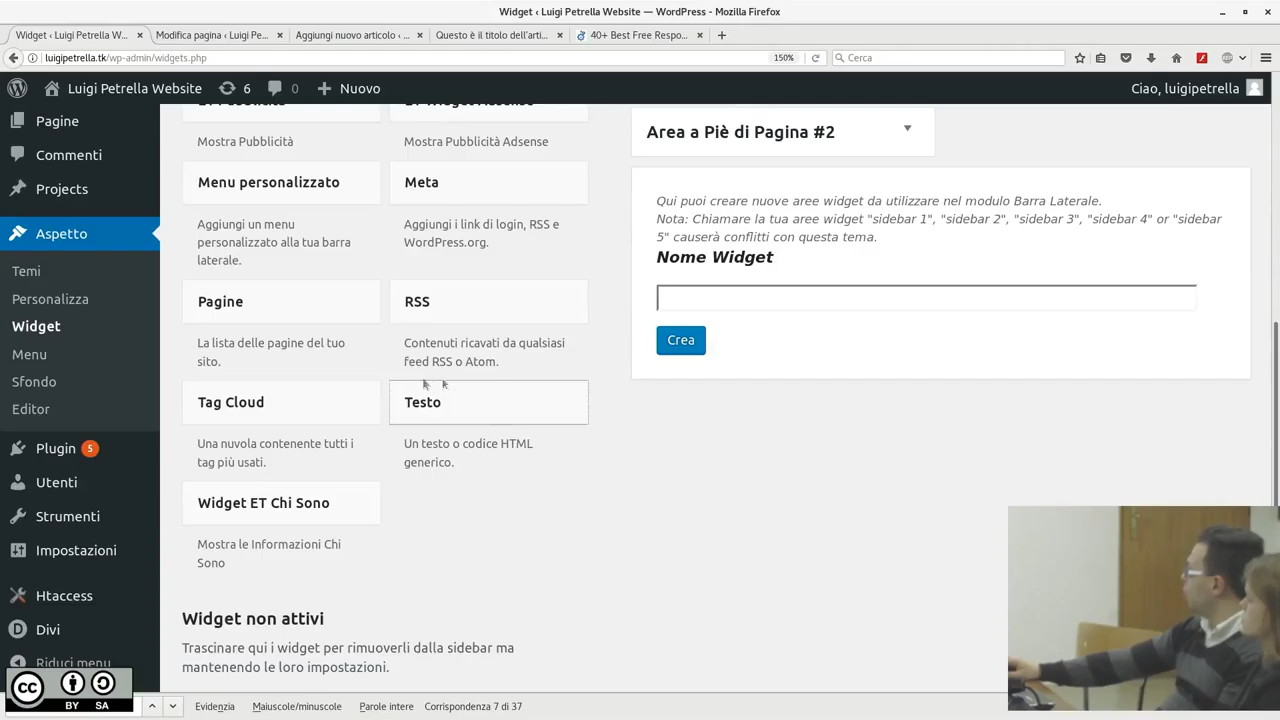 Widget ‹ Luigi Petrella Website — WordPress - Mozilla Firefox
Widget ‹ Luigi Petrella W... × Modifica pagina ‹ Luigi Pe... × Aggiungi nuovo articolo ‹ ... × Questo è il titolo dell'arti... × 40+ Best Free Respo... ×
luigipetrella.tk/wp-admin/widgets.php 150% Cerca
Luigi Petrella Website 6 0 Nuovo Ciao, luigipetrella
Pagine
Commenti
Projects
Aspetto
Temi
Personalizza
Widget
Menu
Sfondo
Editor
Plugin 5
Utenti
Strumenti
Impostazioni
Htaccess
Divi
Riduci menu
Mostra Pubblicità
Mostra Pubblicità Adsense
Menu personalizzato
Meta
Aggiungi un menu
personalizzato alla tua barra
laterale.
Aggiungi i link di login, RSS e
WordPress.org.
Pagine
RSS
La lista delle pagine del tuo
sito.
Contenuti ricavati da qualsiasi
feed RSS o Atom.
Tag Cloud
Testo
Una nuvola contenente tutti i
tag più usati.
Un testo o codice HTML
generico.
Widget ET Chi Sono
Mostra le Informazioni Chi
Sono
Widget non attivi
Trascinare qui i widget per rimuoverli dalla sidebar ma
mantenendo le loro impostazioni.
Area a Piè di Pagina #2
Qui puoi creare nuove aree widget da utilizzare nel modulo Barra Laterale.
Nota: Chiamare la tua aree widget "sidebar 1", "sidebar 2", "sidebar 3", "sidebar 4" or "sidebar
5" causerà conflitti con questa tema.
Nome Widget
Crea
cc BY SA
Evidenzia Maiuscole/minuscole Parole intere Corrispondenza 7 di 37